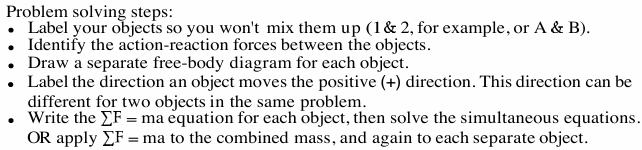 Problem solving steps:
• Label your objects so you won't mix them up (1 & 2, for example, or A & B).
• Identify the action-reaction forces between the objects.
• Draw a separate free-body diagram for each object.
• Label the direction an object moves the positive (+) direction. This direction can be
different for two objects in the same problem.
• Write the ∑F = ma equation for each object, then solve the simultaneous equations.
OR apply ∑F = ma to the combined mass, and again to each separate object.